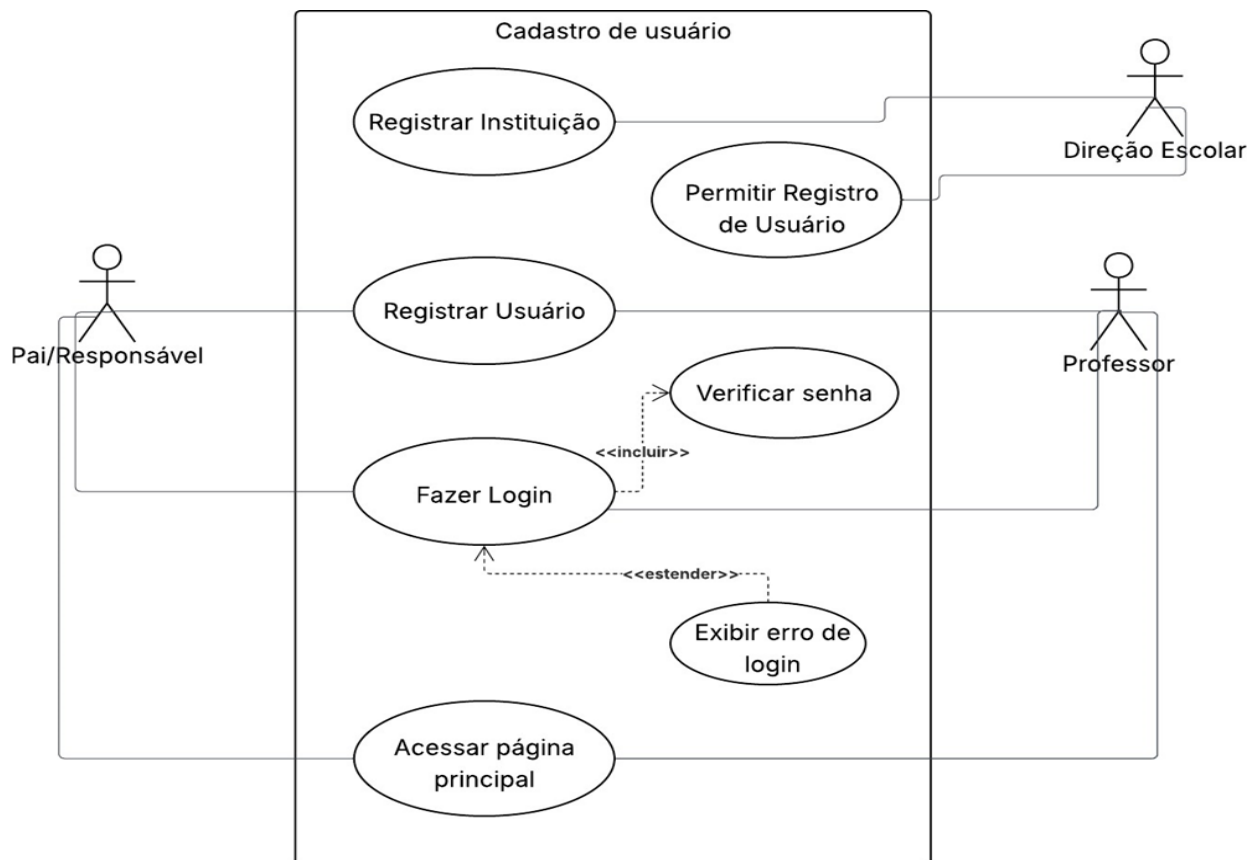 Cadastro de usuário
Registrar Instituição
Direção Escolar
Permitir Registro
de Usuário
Registrar Usuário
Pai/Responsável
Professor
Verificar senha
<<incluir>>
Fazer Login
<<estender>>
Exibir erro de
login
Acessar página
principal